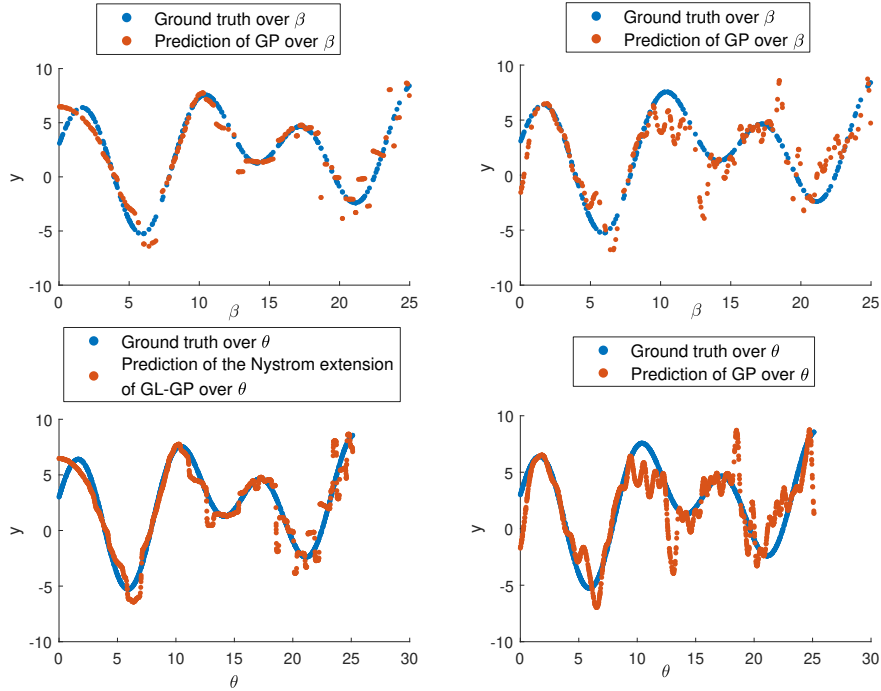 Ground truth over β
Prediction of GP over β
10
5
0
-5
-10
y
0 5 10 15 20 25
β
Ground truth over β
Prediction of GP over β
10
5
0
-5
-10
y
0 5 10 15 20 25
β
Ground truth over θ
Prediction of the Nystrom extension
of GL-GP over θ
10
5
0
-5
-10
y
0 5 10 15 20 25 30
θ
Ground truth over θ
Prediction of GP over θ
10
5
0
-5
-10
y
0 5 10 15 20 25 30
θ